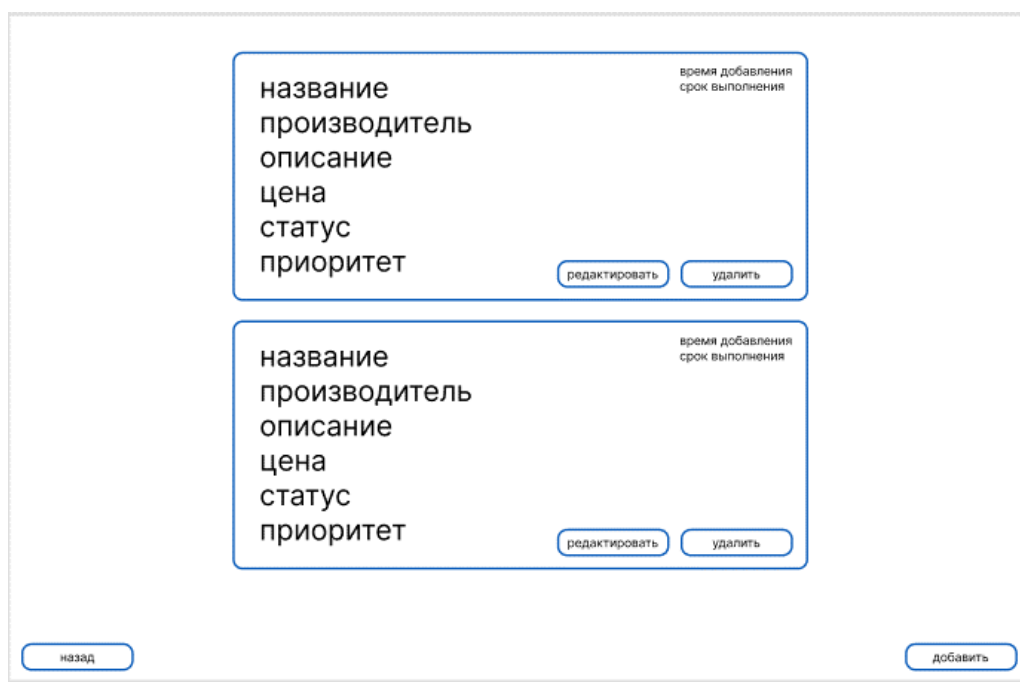 название
производитель
описание
цена
статус
приоритет
время добавления
срок выполнения
редактировать
удалить
название
производитель
описание
цена
статус
приоритет
время добавления
срок выполнения
редактировать
удалить
назад
добавить